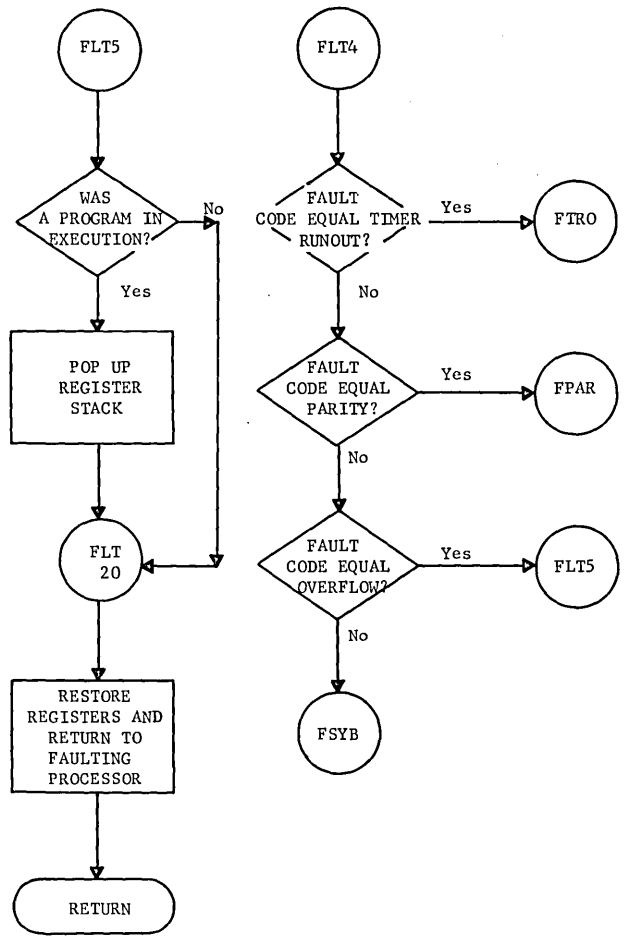 FLT5
WAS
A PROGRAM IN
EXECUTION?
No
Yes
POP UP
REGISTER
STACK
FLT
20
RESTORE
REGISTERS AND
RETURN TO
FAULTING
PROCESSOR
RETURN
FLT4
FAULT
CODE EQUAL TIMER
RUNOUT?
Yes
FTRO
No
FAULT
CODE EQUAL
PARITY?
Yes
FPAR
No
FAULT
CODE EQUAL
OVERFLOW?
Yes
FLT5
No
FSYB